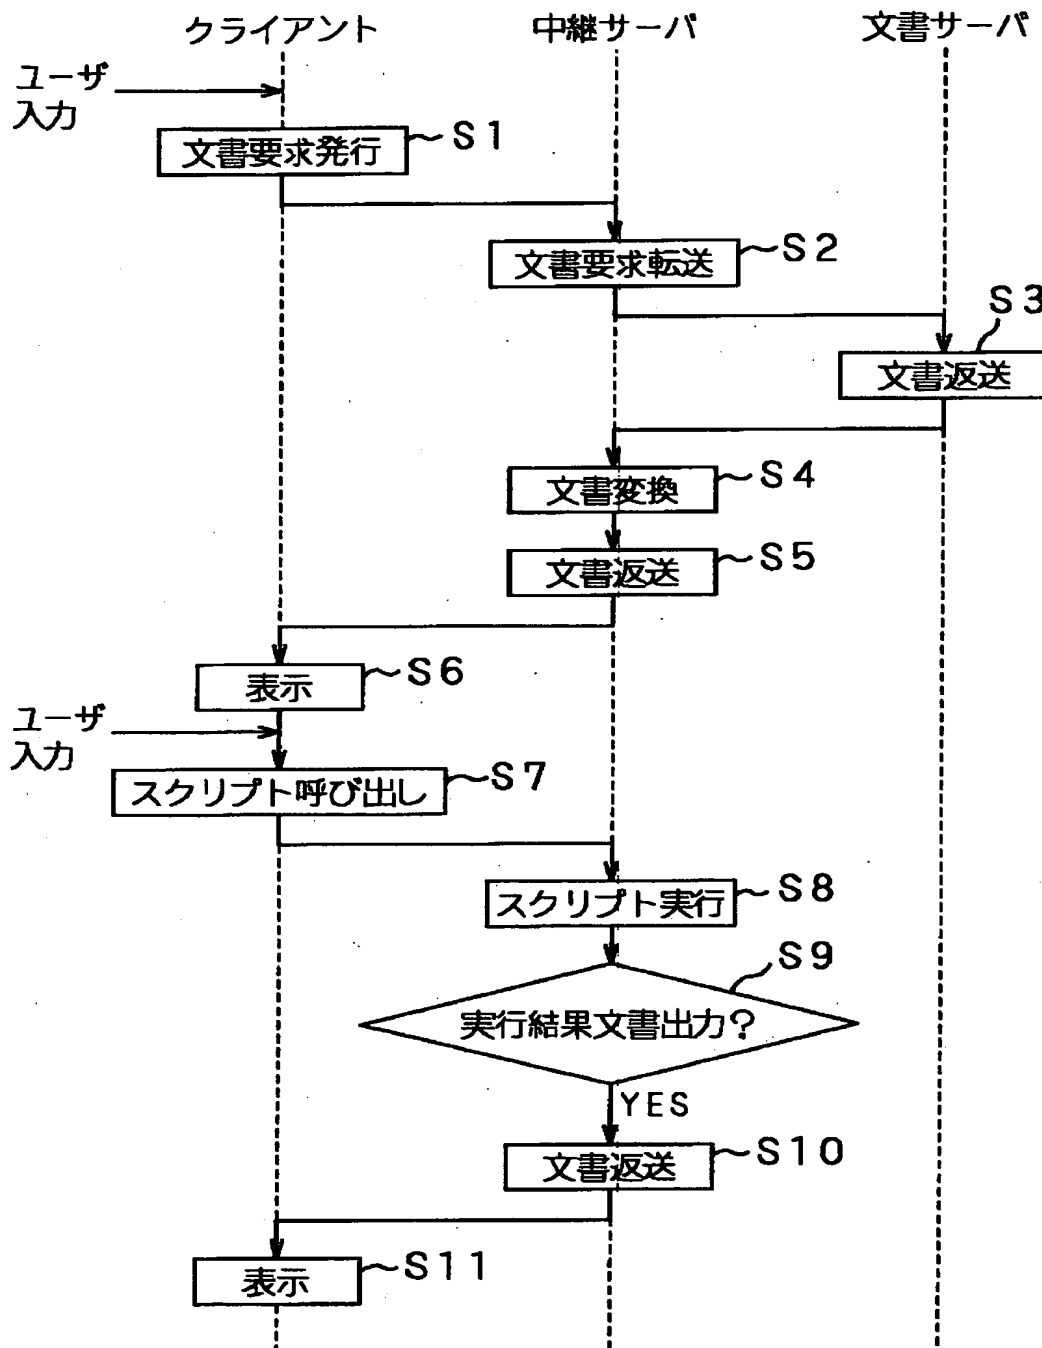 クライアント
中継サーバ
文書サーバ
ユーザ
入力
文書要求発行
S1
文書要求転送
S2
S3
文書返送
文書変換
S4
文書返送
S5
表示
S6
ユーザ
入力
スクリプト呼び出し
S7
スクリプト実行
S8
S9
実行結果文書出力?
YES
文書返送
S10
表示
S11